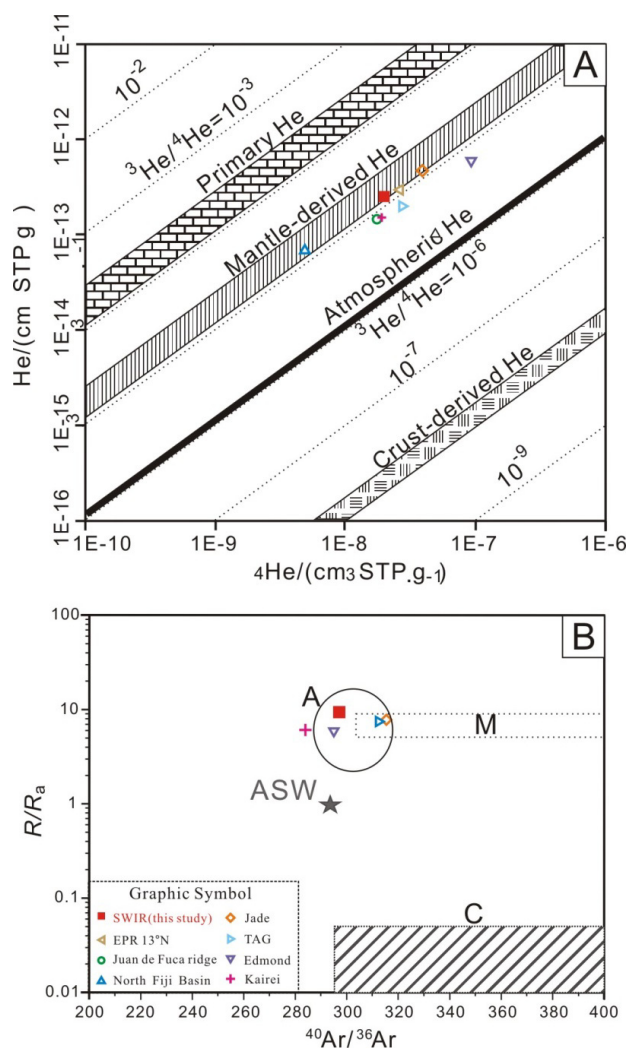 A
1E-11
1E-12
1E-13
1E-14
1E-15
1E-16
He/(cm STP g)
10⁻²
³He/⁴He=10⁻³
Primary He
Mantle-derived He
Atmospheric He
³He/⁴He=10⁻⁶
10⁻⁷
Crust-derived He
10⁻⁹
1E-10 1E-9 1E-8 1E-7 1E-6
4He/(cm3 STP.g-1)
B
100
10
1
0.1
0.01
R/Rₐ
A
M
ASW
C
Graphic Symbol
SWIR(this study) Jade
EPR 13°N TAG
Juan de Fuca ridge Edmond
North Fiji Basin Kairei
200 220 240 260 280 300 320 340 360 380 400
⁴⁰Ar/³⁶Ar